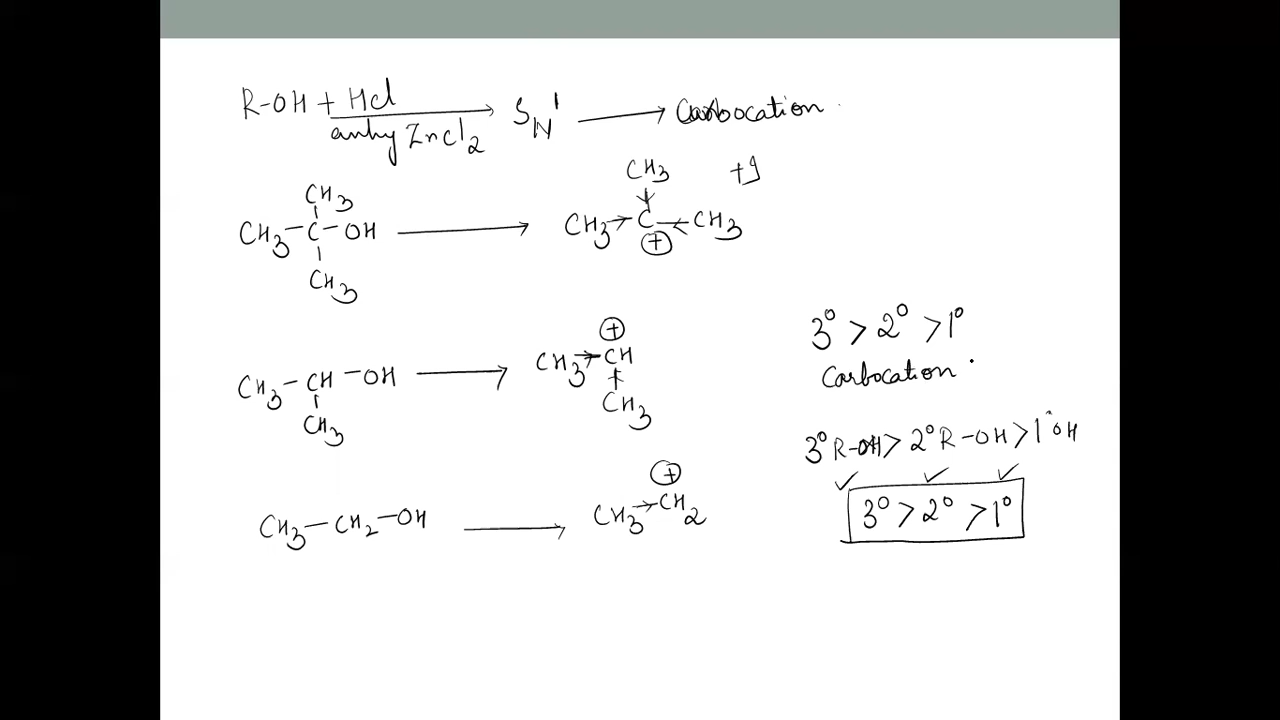 R-OH + HCl
anhy ZnCl2
SN1
Carbocation
CH3
CH3-C-OH
CH3
CH3
+I
CH3 C CH3
+
CH3-CH-OH
CH3
+
CH3 CH
CH3
3° > 2° > 1°
Carbocation
3° R-OH > 2° R-OH > 1° OH
3° > 2° > 1°
CH3-CH2-OH
+
CH3 CH2